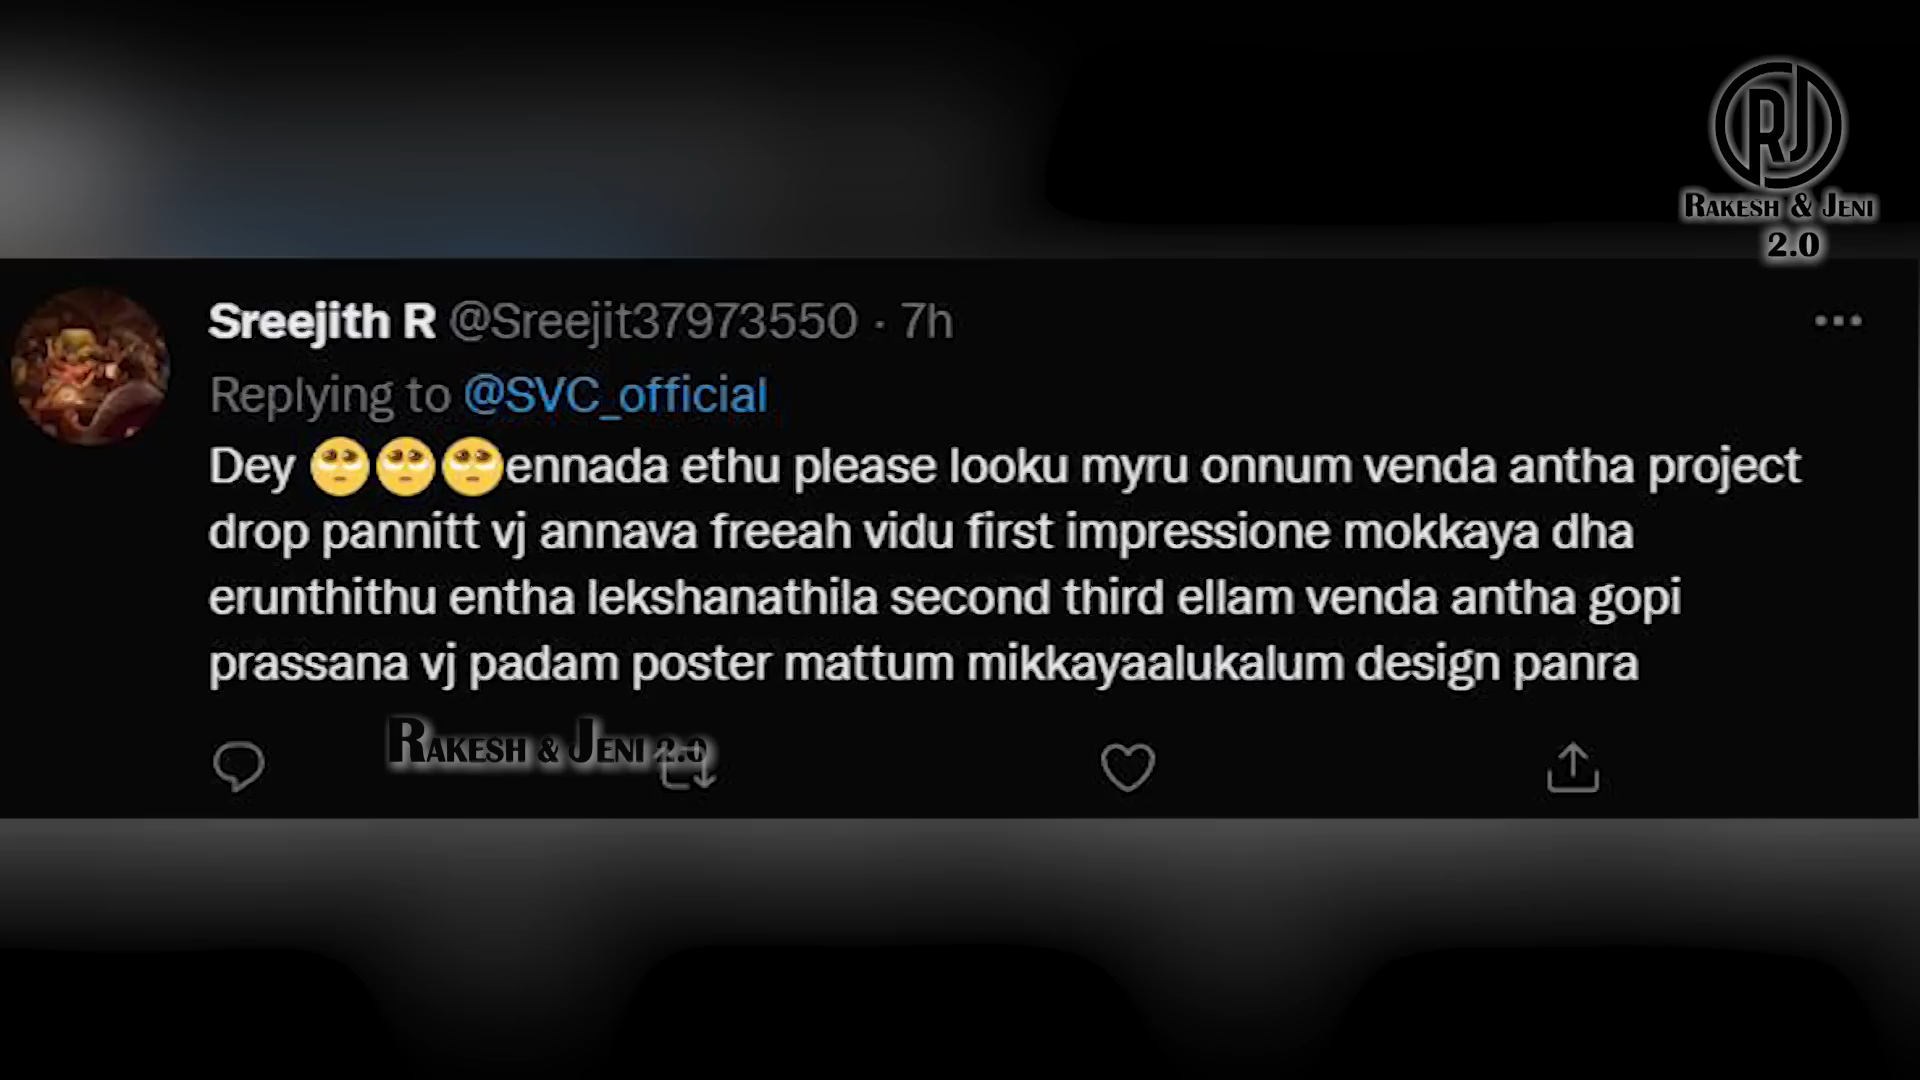 RJ
RAKESH & JENI
2.0
Sreejith R @Sreejit37973550 · 7h
Replying to @SVC_official
Dey 🥺🥺🥺ennada ethu please looku myru onnum venda antha project
drop pannitt vj annava freeah vidu first impressione mokkaya dha
erunthithu entha lekshanathila second third ellam venda antha gopi
prassana vj padam poster mattum mikkayaalukalum design panra
RAKESH & JENI 2.0